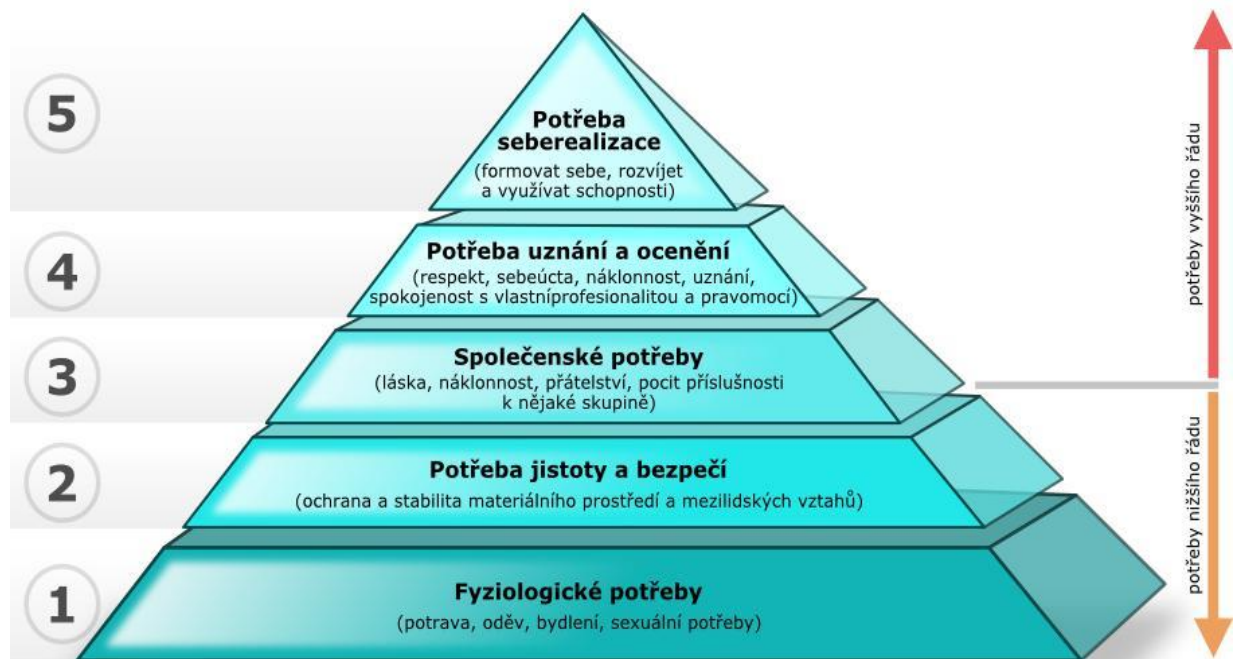 5
Potřeba
seberealizace
(formovat sebe, rozvíjet
a využívat schopnosti)
4
Potřeba uznání a ocenění
(respekt, sebeúcta, náklonnost, uznání,
spokojenost s vlastníprofesionalitou a pravomocí)
3
Společenské potřeby
(láska, náklonnost, přátelství, pocit příslušnosti
k nějaké skupině)
2
Potřeba jistoty a bezpečí
(ochrana a stabilita materiálního prostředí a mezilidských vztahů)
1
Fyziologické potřeby
(potrava, oděv, bydlení, sexuální potřeby)
potřeby vyššího řádu
potřeby nižšího řádu